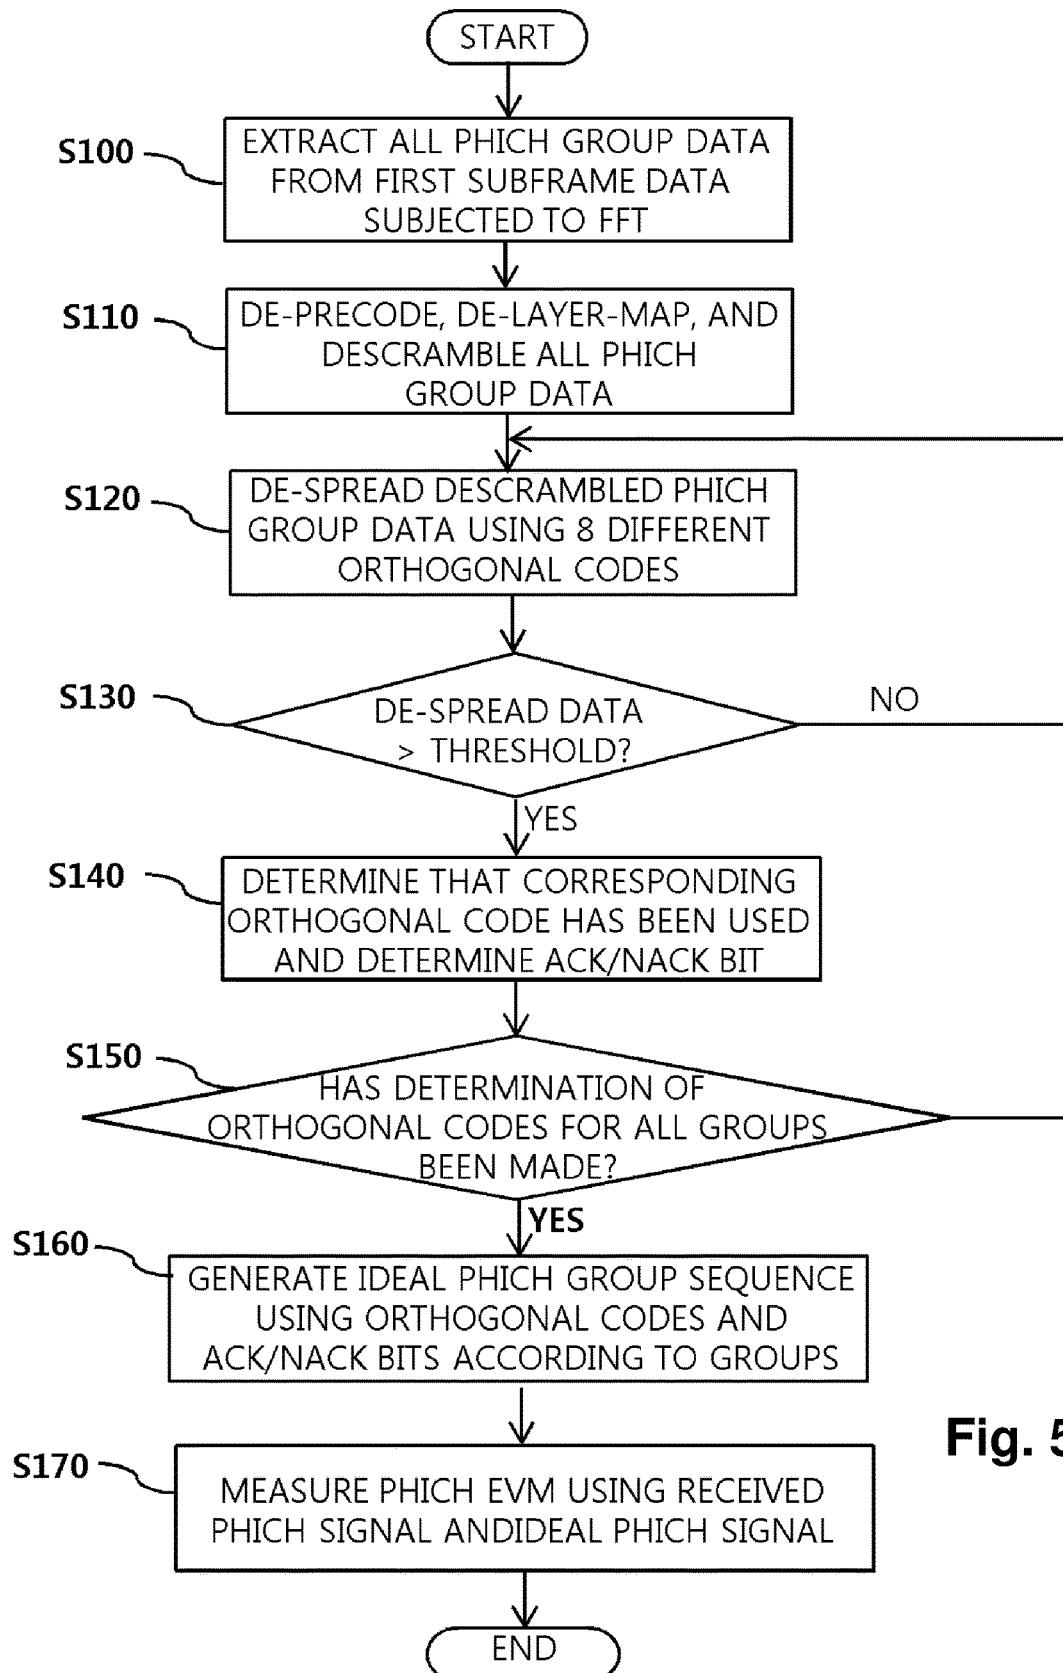 START
S100
EXTRACT ALL PHICH GROUP DATA
FROM FIRST SUBFRAME DATA
SUBJECTED TO FFT
S110
DE-PRECODE, DE-LAYER-MAP, AND
DESCRAMBLE ALL PHICH
GROUP DATA
S120
DE-SPREAD DESCRAMBLED PHICH
GROUP DATA USING 8 DIFFERENT
ORTHOGONAL CODES
S130
DE-SPREAD DATA
> THRESHOLD?
NO
YES
S140
DETERMINE THAT CORRESPONDING
ORTHOGONAL CODE HAS BEEN USED
AND DETERMINE ACK/NACK BIT
S150
HAS DETERMINATION OF
ORTHOGONAL CODES FOR ALL GROUPS
BEEN MADE?
YES
S160
GENERATE IDEAL PHICH GROUP SEQUENCE
USING ORTHOGONAL CODES AND
ACK/NACK BITS ACCORDING TO GROUPS
Fig. 5
S170
MEASURE PHICH EVM USING RECEIVED
PHICH SIGNAL ANDIDEAL PHICH SIGNAL
END